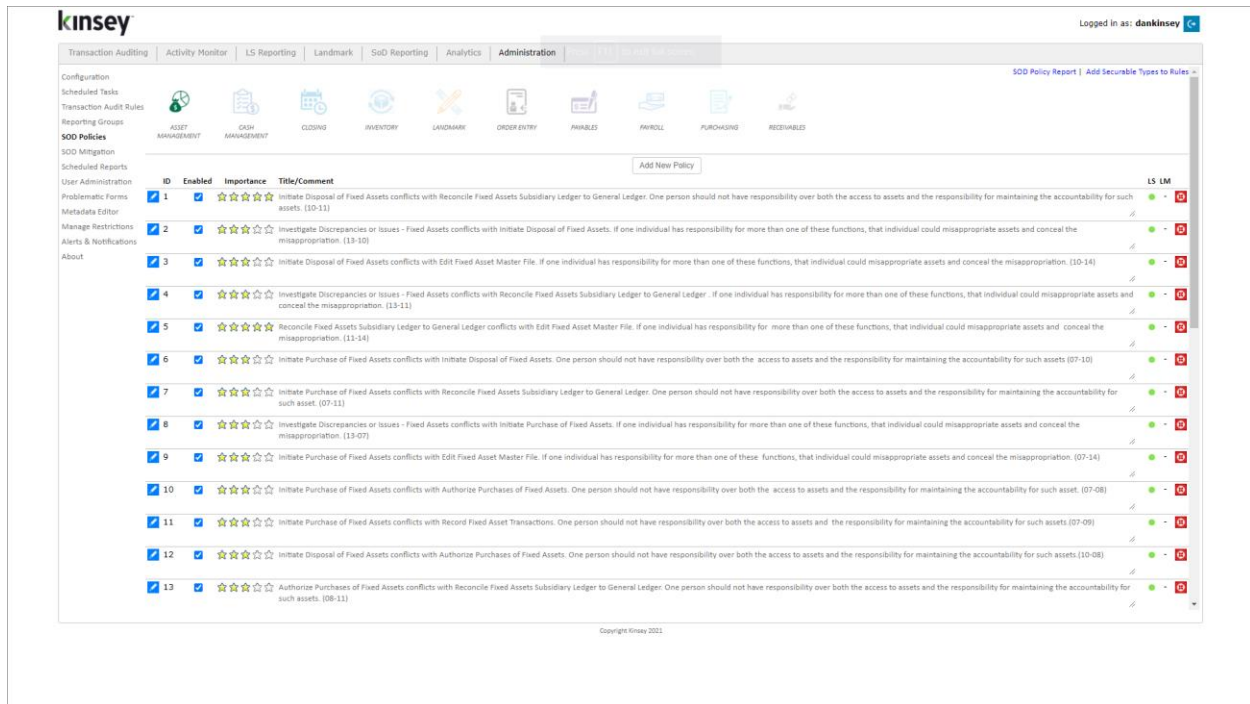 kinsey
Logged in as: dankinsey
Transaction Auditing
Activity Monitor
LS Reporting
Landmark
SoD Reporting
Analytics
Administration
SOD Policy Report | Add Securable Types to Rules
Configuration
Scheduled Tasks
Transaction Audit Rules
Reporting Groups
SOD Policies
SOD Mitigation
Scheduled Reports
User Administration
Problematic Forms
Metadata Editor
Manage Restrictions
Alerts & Notifications
About
ASSET
MANAGEMENT
CASH
MANAGEMENT
CLOSING
INVENTORY
LANDMARK
ORDER ENTRY
PAYABLES
PAYROLL
PURCHASING
RECEIVABLES
Add New Policy
ID Enabled Importance Title/Comment LS LM
1 Initiate Disposal of Fixed Assets conflicts with Reconcile Fixed Assets Subsidiary Ledger to General Ledger. One person should not have responsibility over both the access to assets and the responsibility for maintaining the accountability for such -
assets. (10-11)
2 Investigate Discrepancies or Issues - Fixed Assets conflicts with Initiate Disposal of Fixed Assets. If one individual has responsibility for more than one of these functions, that individual could misappropriate assets and conceal the -
misappropriation. (13-10)
3 Initiate Disposal of Fixed Assets conflicts with Edit Fixed Asset Master File. If one individual has responsibility for more than one of these functions, that individual could misappropriate assets and conceal the misappropriation. (10-14) -
4 Investigate Discrepancies or Issues - Fixed Assets conflicts with Reconcile Fixed Assets Subsidiary Ledger to General Ledger . If one individual has responsibility for more than one of these functions, that individual could misappropriate assets and -
conceal the misappropriation. (13-11)
5 Reconcile Fixed Assets Subsidiary Ledger to General Ledger conflicts with Edit Fixed Asset Master File. If one individual has responsibility for more than one of these functions, that individual could misappropriate assets and conceal the -
misappropriation. (11-14)
6 Initiate Purchase of Fixed Assets conflicts with Initiate Disposal of Fixed Assets. One person should not have responsibility over both the access to assets and the responsibility for maintaining the accountability for such assets (07-10) -
7 Initiate Purchase of Fixed Assets conflicts with Reconcile Fixed Assets Subsidiary Ledger to General Ledger. One person should not have responsibility over both the access to assets and the responsibility for maintaining the accountability for -
such asset. (07-11)
8 Investigate Discrepancies or Issues - Fixed Assets conflicts with Initiate Purchase of Fixed Assets. If one individual has responsibility for more than one of these functions, that individual could misappropriate assets and conceal the -
misappropriation. (13-07)
9 Initiate Purchase of Fixed Assets conflicts with Edit Fixed Asset Master File. If one individual has responsibility for more than one of these functions, that individual could misappropriate assets and conceal the misappropriation. (07-14) -
10 Initiate Purchase of Fixed Assets conflicts with Authorize Purchases of Fixed Assets. One person should not have responsibility over both the access to assets and the responsibility for maintaining the accountability for such asset. (07-08) -
11 Initiate Purchase of Fixed Assets conflicts with Record Fixed Asset Transactions. One person should not have responsibility over both the access to assets and the responsibility for maintaining the accountability for such assets (07-09) -
12 Initiate Disposal of Fixed Assets conflicts with Authorize Purchases of Fixed Assets. One person should not have responsibility over both the access to assets and the responsibility for maintaining the accountability for such assets.(10-08) -
13 Authorize Purchases of Fixed Assets conflicts with Reconcile Fixed Assets Subsidiary Ledger to General Ledger. One person should not have responsibility over both the access to assets and the responsibility for maintaining the accountability for -
such assets. (08-11)
Copyright Kinsey 2021